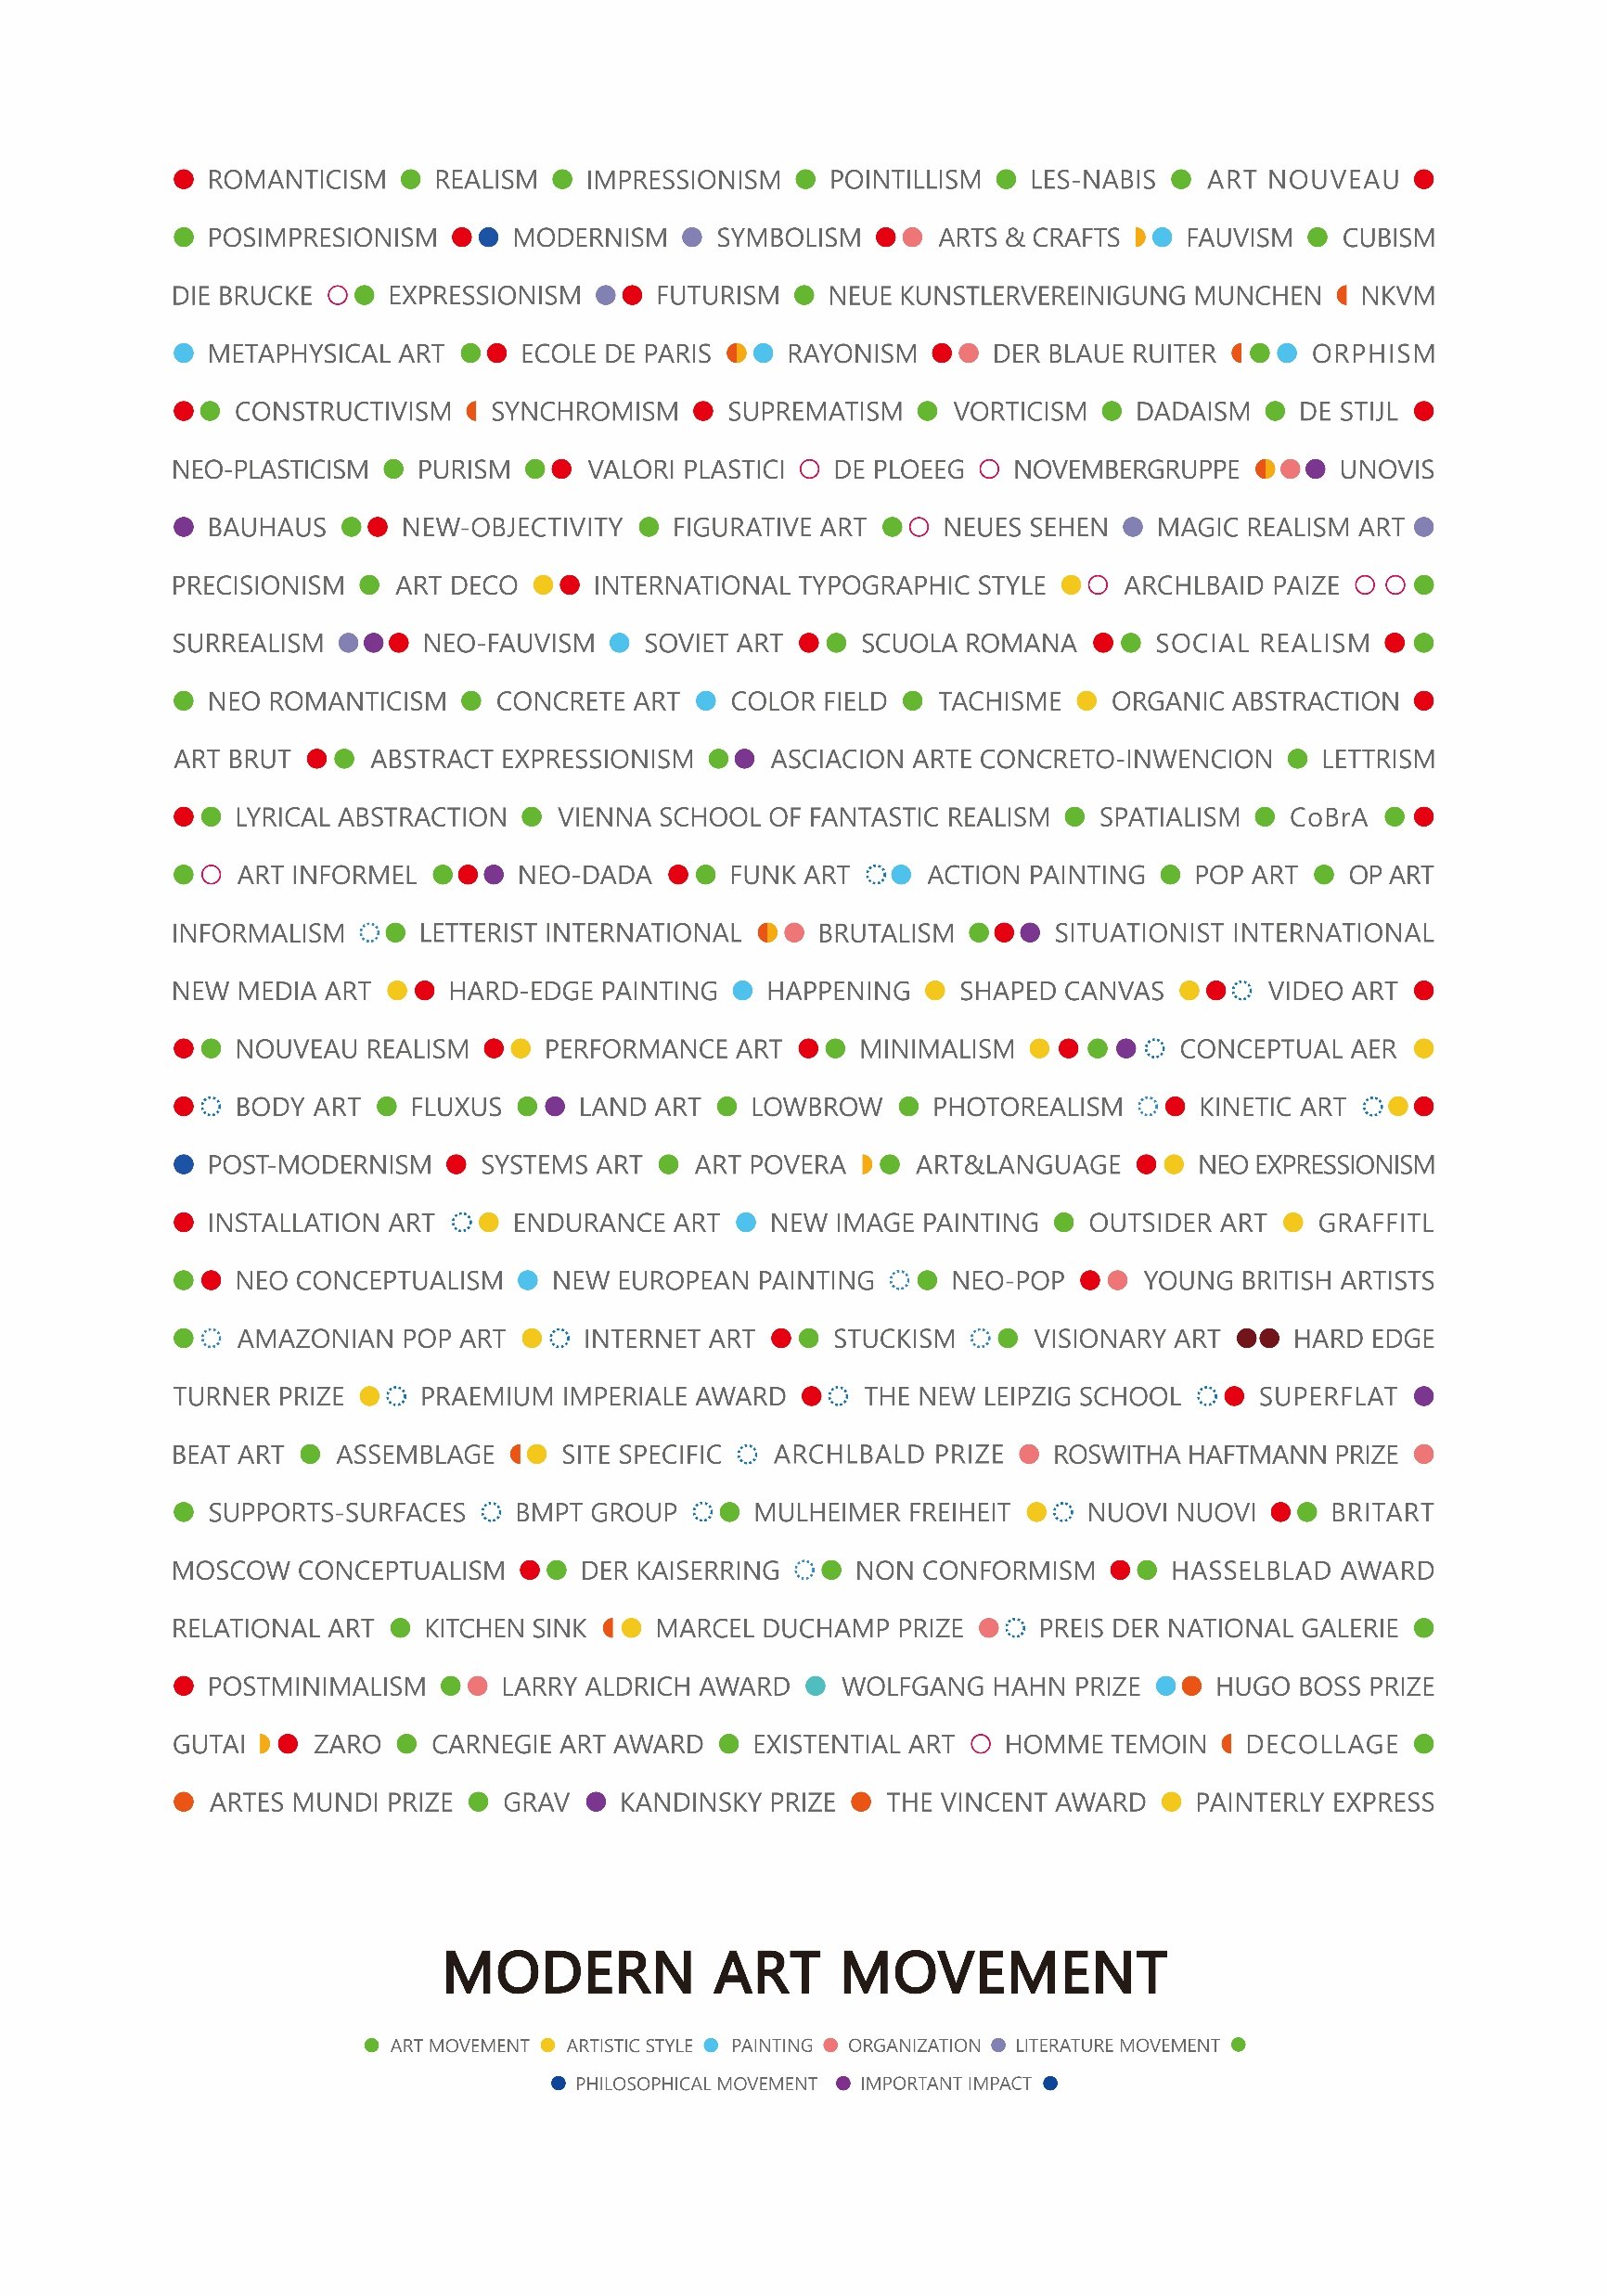 ROMANTICISM REALISM IMPRESSIONISM POINTILLISM LES-NABIS ART NOUVEAU
POSIMPRESIONISM MODERNISM SYMBOLISM ARTS & CRAFTS FAUVISM CUBISM
DIE BRUCKE EXPRESSIONISM FUTURISM NEUE KUNSTLERVEREINIGUNG MUNCHEN NKVM
METAPHYSICAL ART ECOLE DE PARIS RAYONISM DER BLAUE RUITER ORPHISM
CONSTRUCTIVISM SYNCHROMISM SUPREMATISM VORTICISM DADAISM DE STIJL
NEO-PLASTICISM PURISM VALORI PLASTICI DE PLOEEG NOVEMBERGRUPPE UNOVIS
BAUHAUS NEW-OBJECTIVITY FIGURATIVE ART NEUES SEHEN MAGIC REALISM ART
PRECISIONISM ART DECO INTERNATIONAL TYPOGRAPHIC STYLE ARCHLBAID PAIZE
SURREALISM NEO-FAUVISM SOVIET ART SCUOLA ROMANA SOCIAL REALISM
NEO ROMANTICISM CONCRETE ART COLOR FIELD TACHISME ORGANIC ABSTRACTION
ART BRUT ABSTRACT EXPRESSIONISM ASCIACION ARTE CONCRETO-INWENCION LETTRISM
LYRICAL ABSTRACTION VIENNA SCHOOL OF FANTASTIC REALISM SPATIALISM CoBrA
ART INFORMEL NEO-DADA FUNK ART ACTION PAINTING POP ART OP ART
INFORMALISM LETTERIST INTERNATIONAL BRUTALISM SITUATIONIST INTERNATIONAL
NEW MEDIA ART HARD-EDGE PAINTING HAPPENING SHAPED CANVAS VIDEO ART
NOUVEAU REALISM PERFORMANCE ART MINIMALISM CONCEPTUAL AER
BODY ART FLUXUS LAND ART LOWBROW PHOTOREALISM KINETIC ART
POST-MODERNISM SYSTEMS ART ART POVERA ART&LANGUAGE NEO EXPRESSIONISM
INSTALLATION ART ENDURANCE ART NEW IMAGE PAINTING OUTSIDER ART GRAFFITL
NEO CONCEPTUALISM NEW EUROPEAN PAINTING NEO-POP YOUNG BRITISH ARTISTS
AMAZONIAN POP ART INTERNET ART STUCKISM VISIONARY ART HARD EDGE
TURNER PRIZE PRAEMIUM IMPERIALE AWARD THE NEW LEIPZIG SCHOOL SUPERFLAT
BEAT ART ASSEMBLAGE SITE SPECIFIC ARCHLBALD PRIZE ROSWITHA HAFTMANN PRIZE
SUPPORTS-SURFACES BMPT GROUP MULHEIMER FREIHEIT NUOVI NUOVI BRITART
MOSCOW CONCEPTUALISM DER KAISERRING NON CONFORMISM HASSELBLAD AWARD
RELATIONAL ART KITCHEN SINK MARCEL DUCHAMP PRIZE PREIS DER NATIONAL GALERIE
POSTMINIMALISM LARRY ALDRICH AWARD WOLFGANG HAHN PRIZE HUGO BOSS PRIZE
GUTAI ZARO CARNEGIE ART AWARD EXISTENTIAL ART HOMME TEMOIN DECOLLAGE
ARTES MUNDI PRIZE GRAV KANDINSKY PRIZE THE VINCENT AWARD PAINTERLY EXPRESS
MODERN ART MOVEMENT
ART MOVEMENT ARTISTIC STYLE PAINTING ORGANIZATION LITERATURE MOVEMENT
PHILOSOPHICAL MOVEMENT IMPORTANT IMPACT